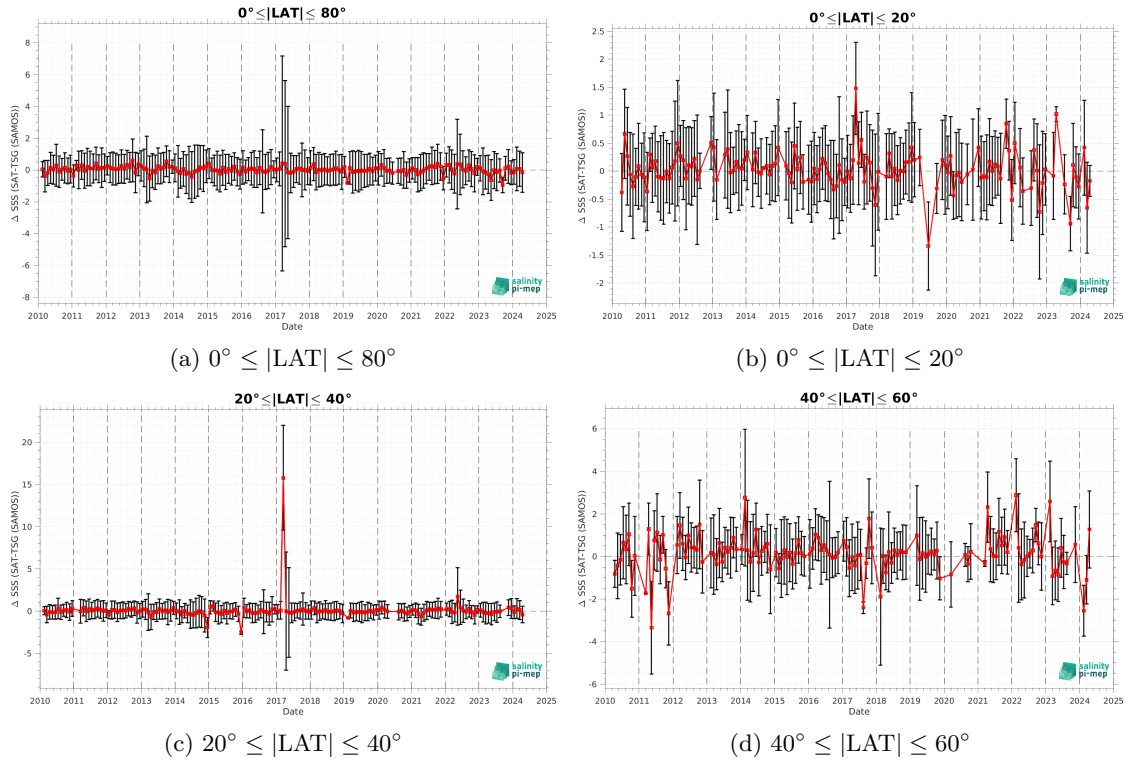 0°≤|LAT|≤ 80°
Δ SSS (SAT-TSG (SAMOS))
8
6
4
2
0
-2
-4
-6
-8
2010 2011 2012 2013 2014 2015 2016 2017 2018 2019 2020 2021 2022 2023 2024 2025
Date
salinity
pi-mep
(a) 0° ≤ |LAT| ≤ 80°
0°≤|LAT|≤ 20°
Δ SSS (SAT-TSG (SAMOS))
2.5
2
1.5
1
0.5
0
-0.5
-1
-1.5
-2
2010 2011 2012 2013 2014 2015 2016 2017 2018 2019 2020 2021 2022 2023 2024 2025
Date
salinity
pi-mep
(b) 0° ≤ |LAT| ≤ 20°
20°≤|LAT|≤ 40°
Δ SSS (SAT-TSG (SAMOS))
20
15
10
5
0
-5
2010 2011 2012 2013 2014 2015 2016 2017 2018 2019 2020 2021 2022 2023 2024 2025
Date
salinity
pi-mep
(c) 20° ≤ |LAT| ≤ 40°
40°≤|LAT|≤ 60°
Δ SSS (SAT-TSG (SAMOS))
6
4
2
0
-2
-4
-6
2010 2011 2012 2013 2014 2015 2016 2017 2018 2019 2020 2021 2022 2023 2024 2025
Date
salinity
pi-mep
(d) 40° ≤ |LAT| ≤ 60°